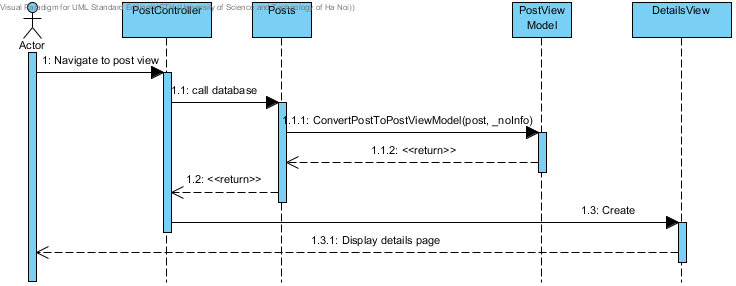 Visual Paradigm for UML Standard
University of Science and Technology of Ha Noi))
PostController
Posts
PostView
Model
DetailsView
Actor
1: Navigate to post view
1.1: call database
1.1.1: ConvertPostToPostViewModel(post, _noInfo)
1.1.2: <<return>>
1.2: <<return>>
1.3: Create
1.3.1: Display details page